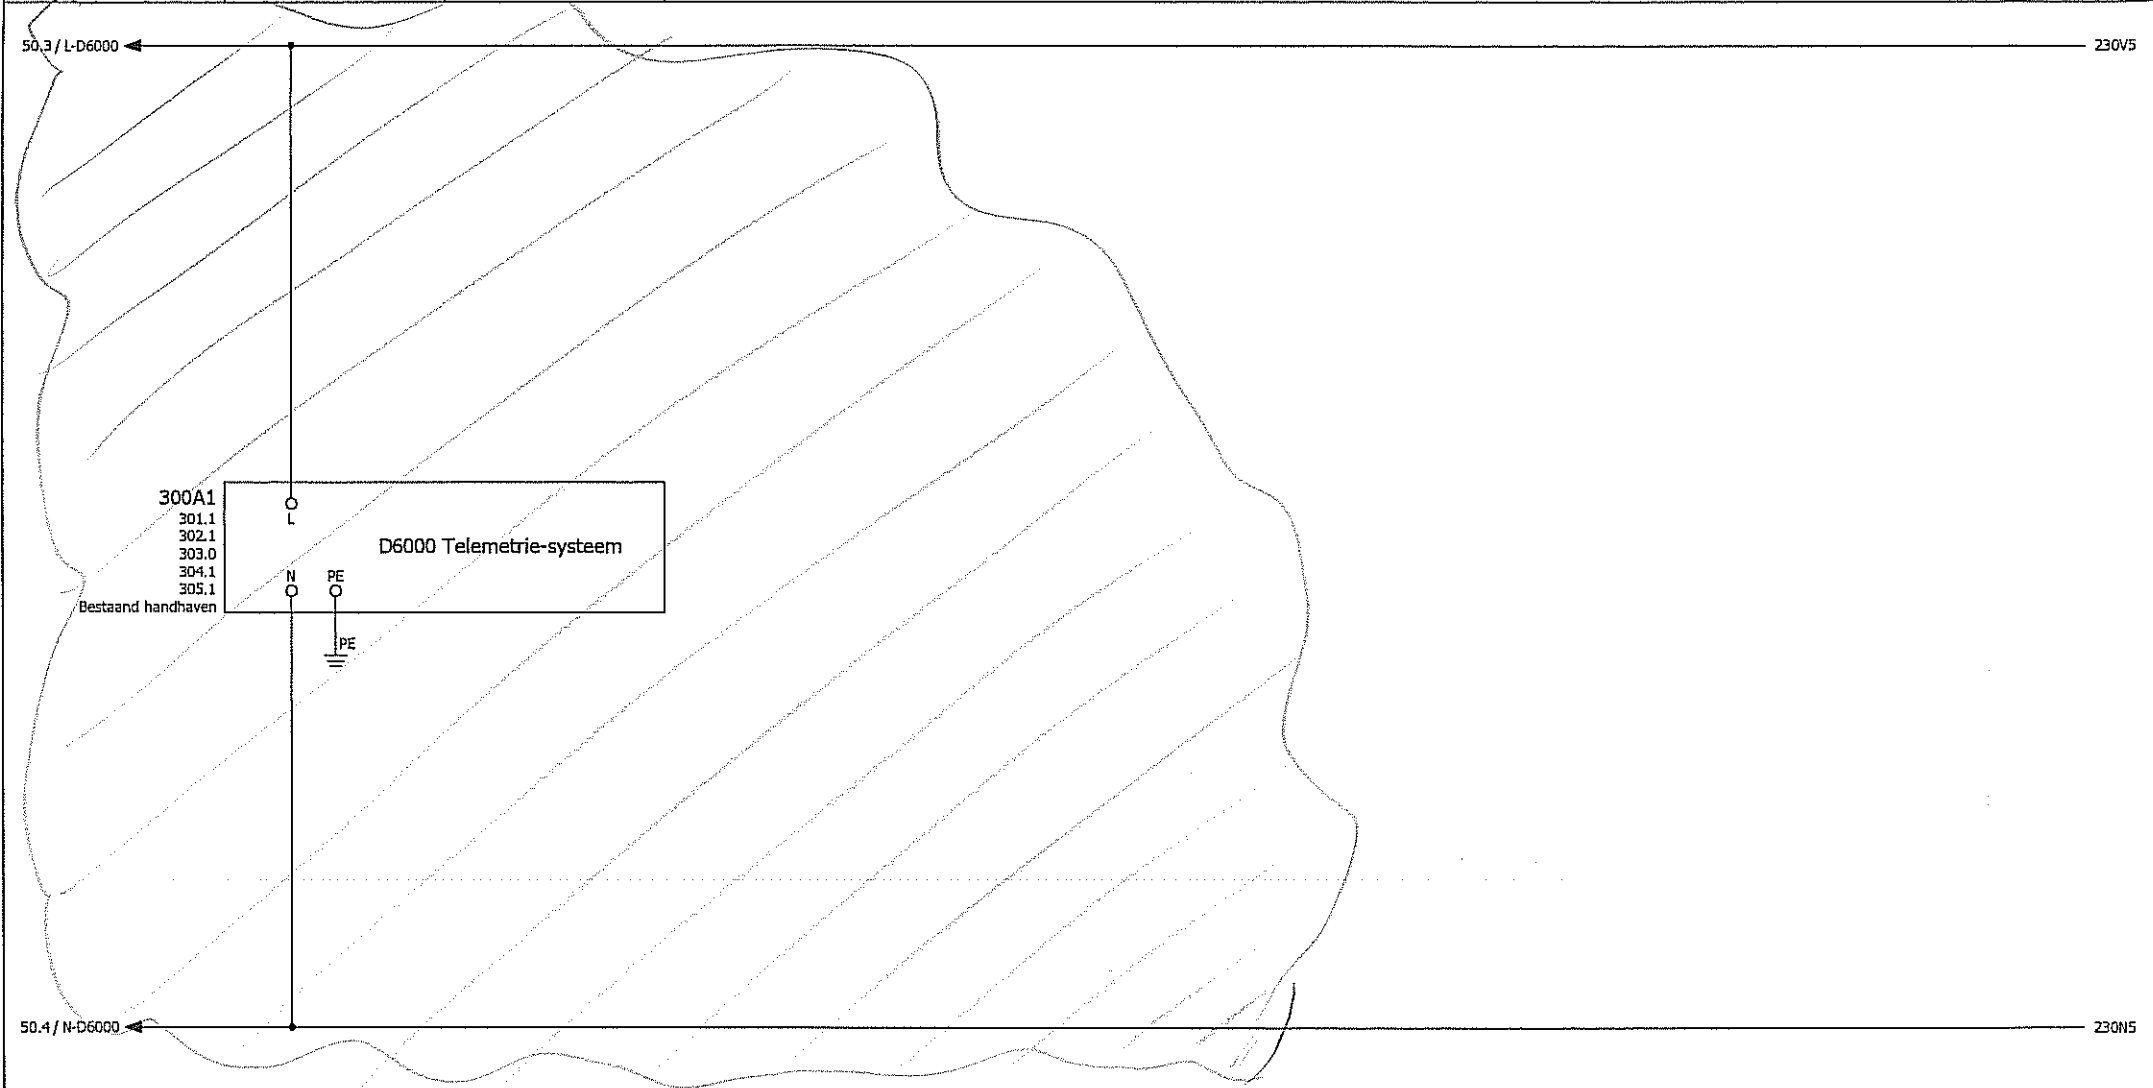 50.3 / L-D6000
230V5
300A1
301.1
302.1
303.0
304.1
305.1
Bestaand handhaven
L
D6000 Telemetrie-systeem
N
PE
PE
50.4 / N-D6000
230N5